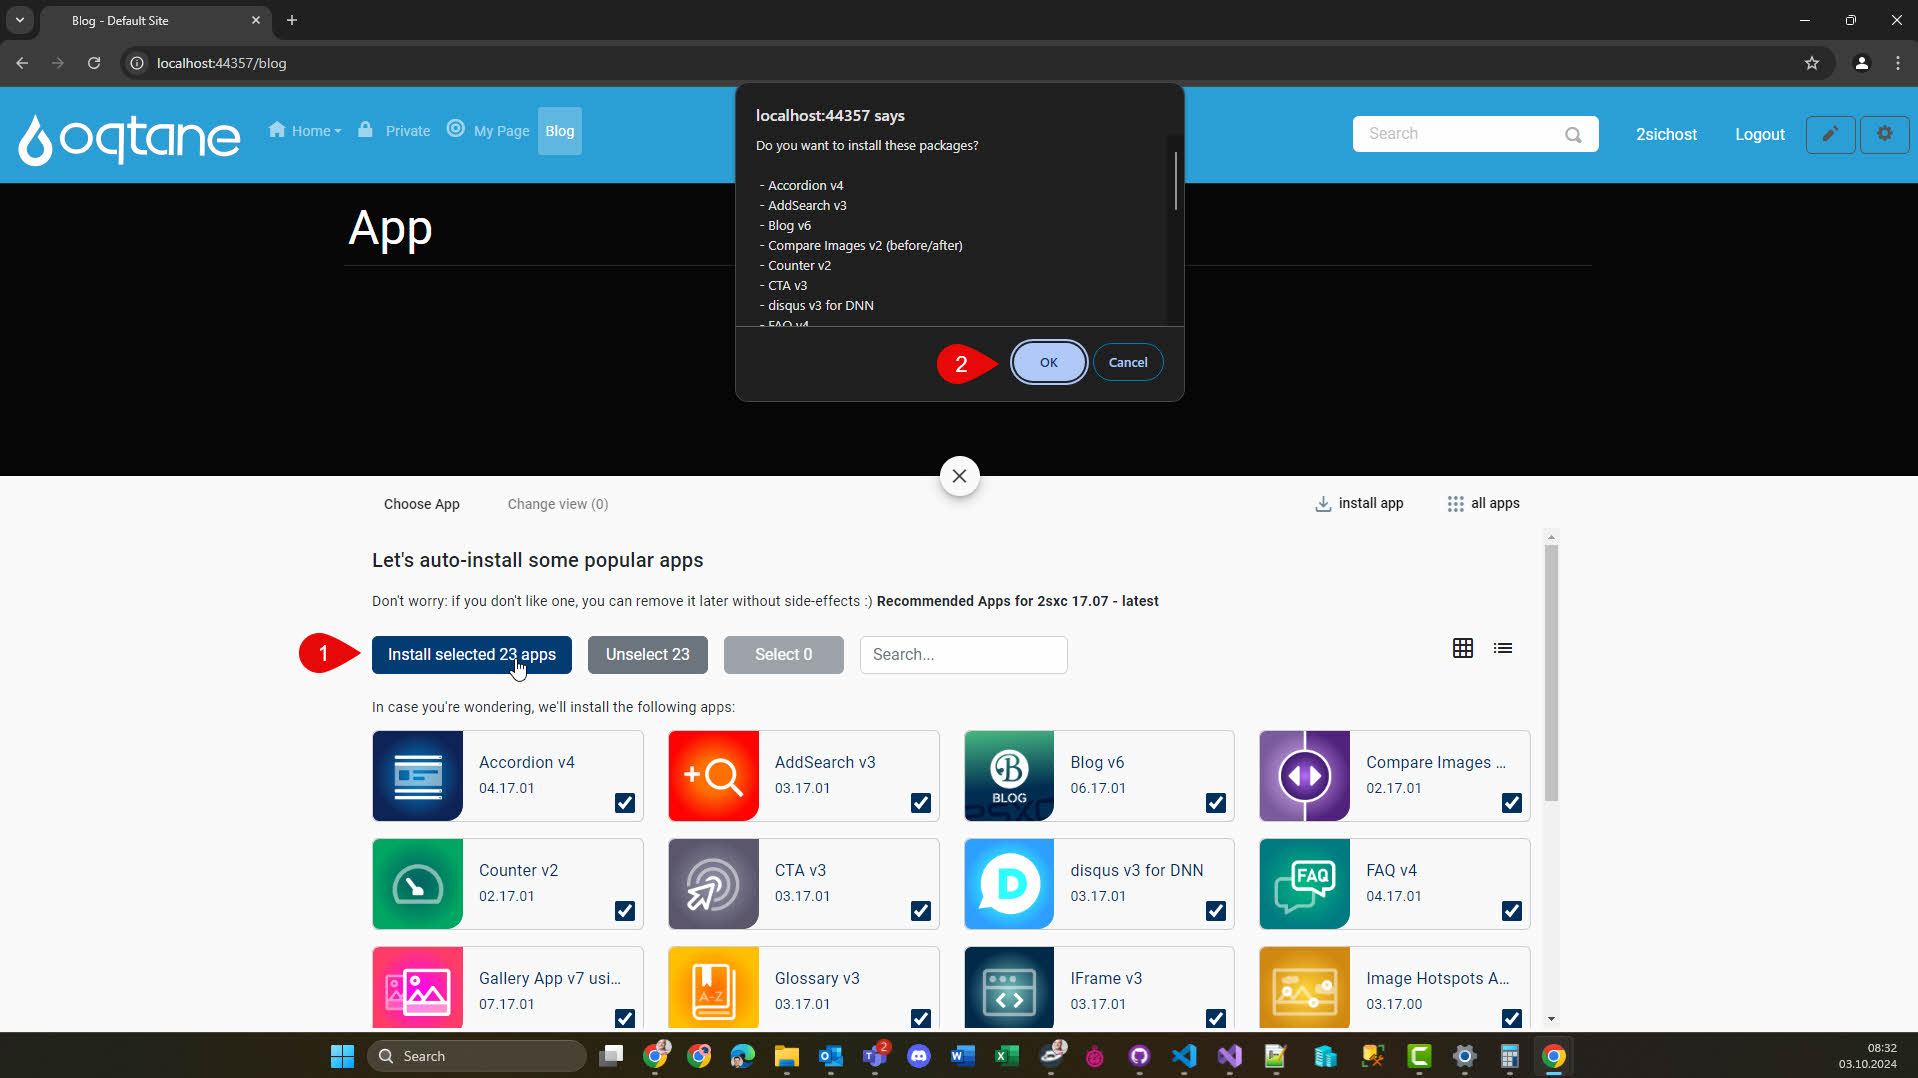 Blog - Default Site
localhost:44357/blog
oqtane
Home
Private
My Page
Blog
Search
2sichost
Logout
localhost:44357 says
Do you want to install these packages?
- Accordion v4
- AddSearch v3
- Blog v6
- Compare Images v2 (before/after)
- Counter v2
- CTA v3
- disqus v3 for DNN
- FAQ v4
2
OK
Cancel
App
Choose App
Change view (0)
install app
all apps
Let's auto-install some popular apps
Don't worry: if you don't like one, you can remove it later without side-effects :) Recommended Apps for 2sxc 17.07 - latest
1
Install selected 23 apps
Unselect 23
Select 0
Search...
In case you're wondering, we'll install the following apps:
Accordion v4
04.17.01
AddSearch v3
03.17.01
BLOG
Blog v6
06.17.01
Compare Images ...
02.17.01
Counter v2
02.17.01
CTA v3
03.17.01
D
disqus v3 for DNN
03.17.01
FAQ
FAQ v4
04.17.01
Gallery App v7 usi...
07.17.01
A-Z
Glossary v3
03.17.01
IFrame v3
03.17.01
Image Hotspots A...
03.17.00
Search
2
08:32
03.10.2024